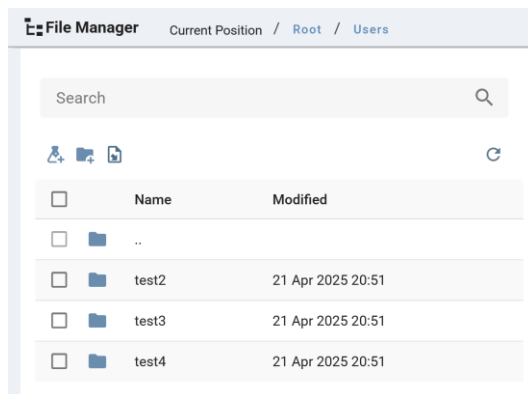 File Manager Current Position / Root / Users
Search
Name Modified
..
test2 21 Apr 2025 20:51
test3 21 Apr 2025 20:51
test4 21 Apr 2025 20:51